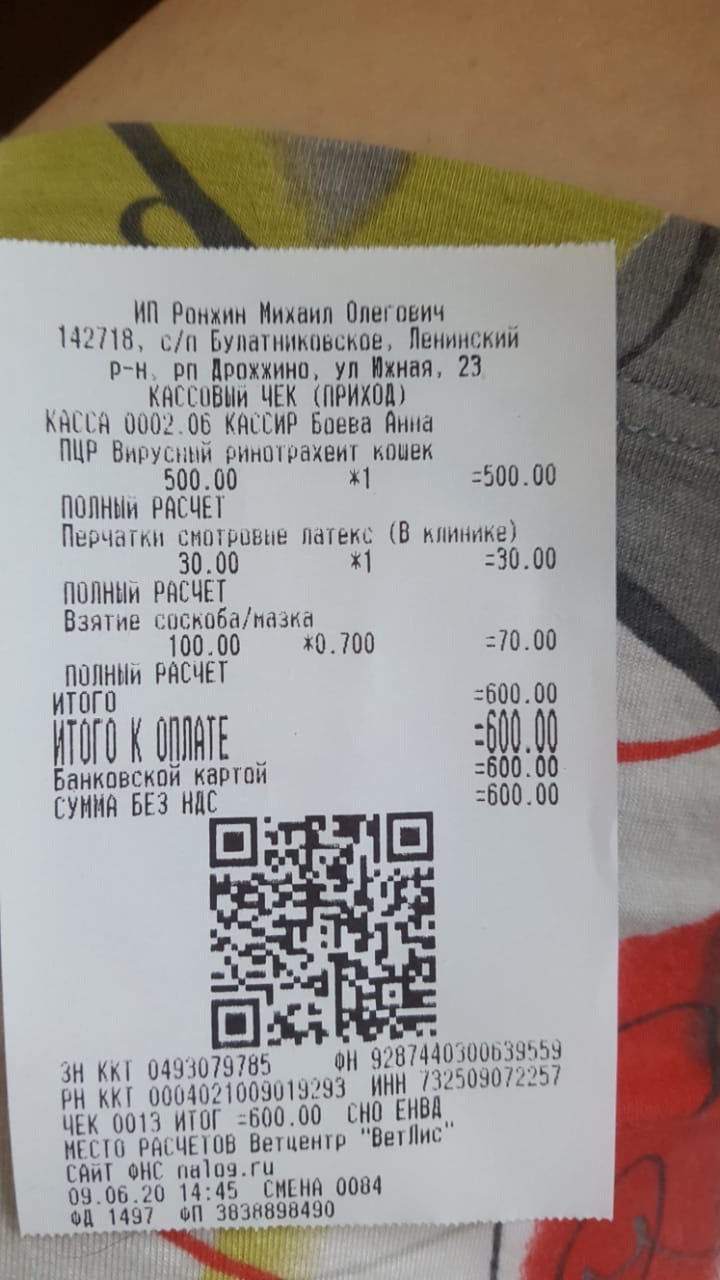 ИП Ронжин Михаил Олегович
142718, с/п Булатниковское, Ленинский
р-н, рп Дрожжино, ул Южная, 23
КАССОВЫЙ ЧЕК (ПРИХОД)
КАССА 0002.06 КАССИР Боева Анна
ПЦР Вирусный ринотрахеит кошек
500.00 *1 =500.00
ПОЛНЫЙ РАСЧЕТ
Перчатки смотровые латекс (В клинике)
30.00 *1 =30.00
ПОЛНЫЙ РАСЧЕТ
Взятие соскоба/мазка
100.00 *0.700 =70.00
ПОЛНЫЙ РАСЧЕТ
ИТОГО =600.00
ИТОГО К ОПЛАТЕ =600.00
Банковской картой =600.00
СУММА БЕЗ НДС =600.00
ЗН ККТ 0493079785 ФН 9287440300639559
РН ККТ 0004021009019293 ИНН 732509072257
ЧЕК 0013 ИТОГ =600.00 СНО ЕНВД
МЕСТО РАСЧЕТОВ Ветцентр "ВетЛис"
САЙТ ФНС nalog.ru
09.06.20 14:45 СМЕНА 0084
ФД 1497 ФП 3838898490